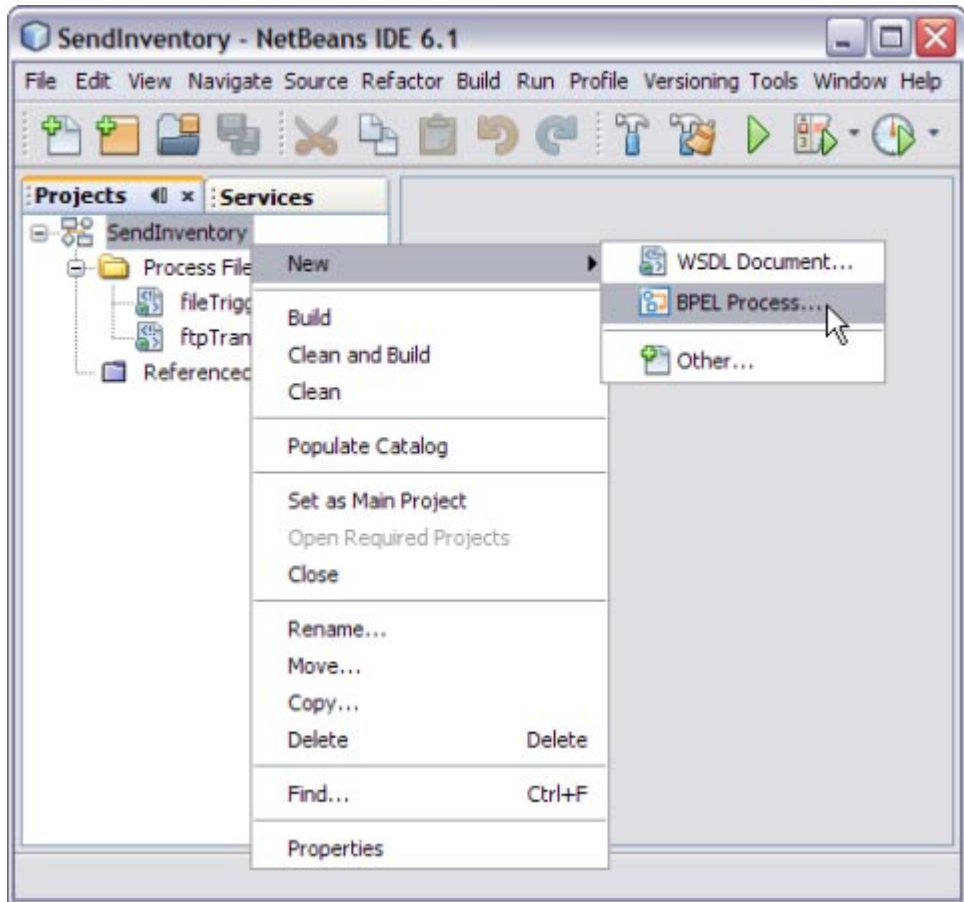 SendInventory - NetBeans IDE 6.1
File Edit View Navigate Source Refactor Build Run Profile Versioning Tools Window Help
Projects Services
SendInventory
Process File
fileTrigg
ftpTran
Referenced
New
Build
Clean and Build
Clean
Populate Catalog
Set as Main Project
Open Required Projects
Close
Rename...
Move...
Copy...
Delete Delete
Find... Ctrl+F
Properties
WSDL Document...
BPEL Process...
Other...